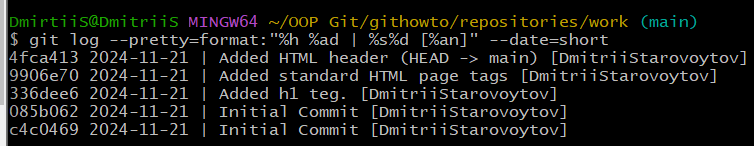 DmirtiiS@DmitriiS MINGW64 ~/OOP Git/githowto/repositories/work (main)
$ git log --pretty=format:"%h %ad | %s%d [%an]" --date=short
4fca413 2024-11-21 | Added HTML header (HEAD -> main) [DmitriiStarovoytov]
9906e70 2024-11-21 | Added standard HTML page tags [DmitriiStarovoytov]
336dee6 2024-11-21 | Added h1 teg. [DmitriiStarovoytov]
085b062 2024-11-21 | Initial Commit [DmitriiStarovoytov]
c4c0469 2024-11-21 | Initial Commit [DmitriiStarovoytov]